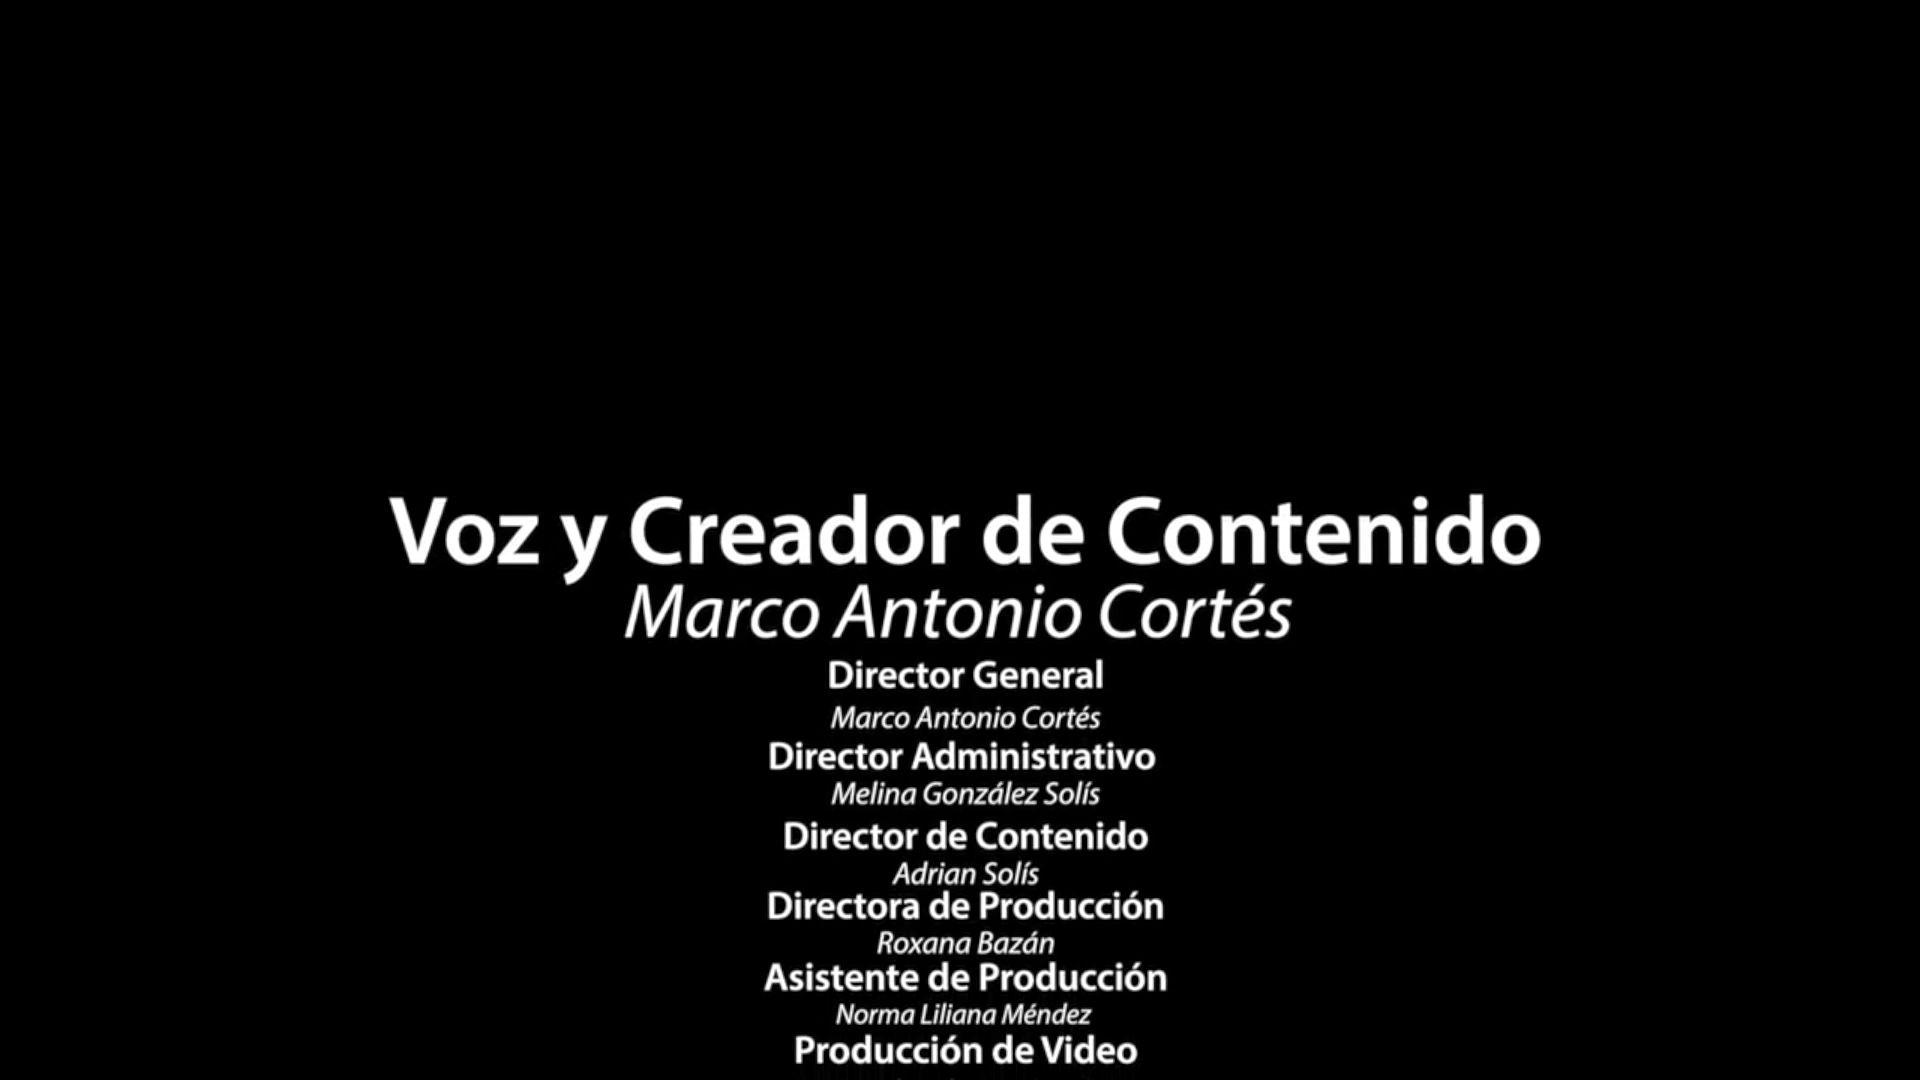 Voz y Creador de Contenido
Marco Antonio Cortés
Director General
Marco Antonio Cortés
Director Administrativo
Melina González Solís
Director de Contenido
Adrian Solís
Directora de Producción
Roxana Bazán
Asistente de Producción
Norma Liliana Méndez
Producción de Video